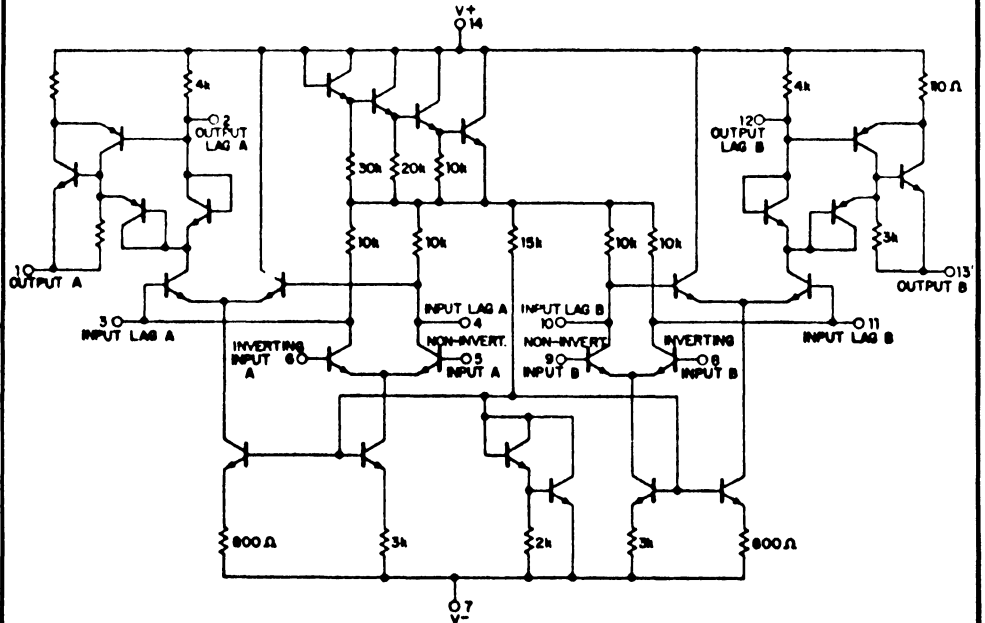 V+
14
4k
2
OUTPUT
LAG A
30k
20k
10k
4k
12
OUTPUT
LAG B
110 Ω
10k
10k
15k
10k
10k
3k
1
OUTPUT A
13'
OUTPUT B
3
INPUT LAG A
INPUT LAG A
4
INPUT LAG B
10
11
INPUT LAG B
INVERTING
INPUT 6
A
NON-INVERT.
5
INPUT A
NON-INVERT.
9
INPUT B
INVERTING
8
INPUT B
800 Ω
3k
2k
3k
800 Ω
7
V-